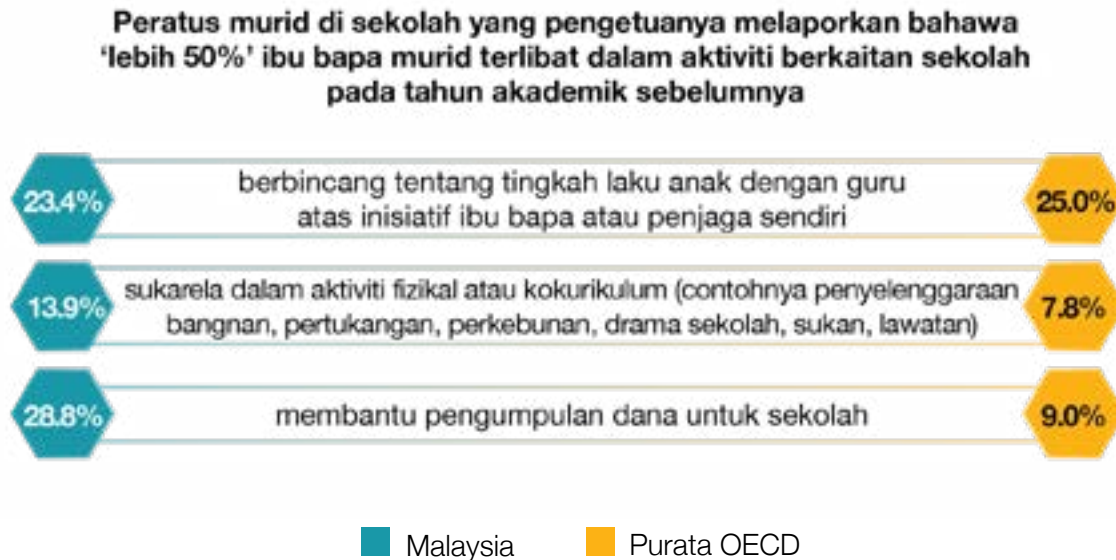 Peratus murid di sekolah yang pengetuanya melaporkan bahawa
‘lebih 50%’ ibu bapa murid terlibat dalam aktiviti berkaitan sekolah
pada tahun akademik sebelumnya
23.4%
berbincang tentang tingkah laku anak dengan guru
atas inisiatif ibu bapa atau penjaga sendiri
25.0%
13.9%
sukarela dalam aktiviti fizikal atau kokurikulum (contohnya penyelenggaraan
bangnan, pertukangan, perkebunan, drama sekolah, sukan, lawatan)
7.8%
28.8%
membantu pengumpulan dana untuk sekolah
9.0%
Malaysia
Purata OECD